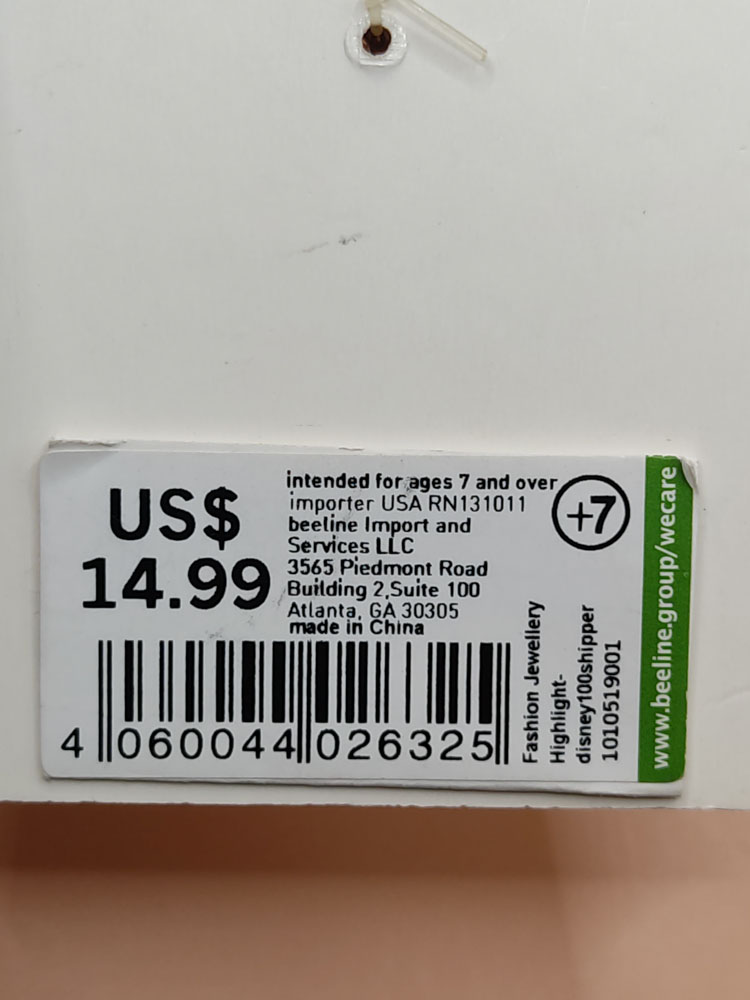 US$
14.99
intended for ages 7 and over
importer USA RN131011
beeline Import and
Services LLC
3565 Piedmont Road
Building 2,Suite 100
Atlanta, GA 30305
made in China
+7
4 060044 026325
Fashion Jewellery
Highlight-
disney100shipper
1010519001
www.beeline.group/wecare